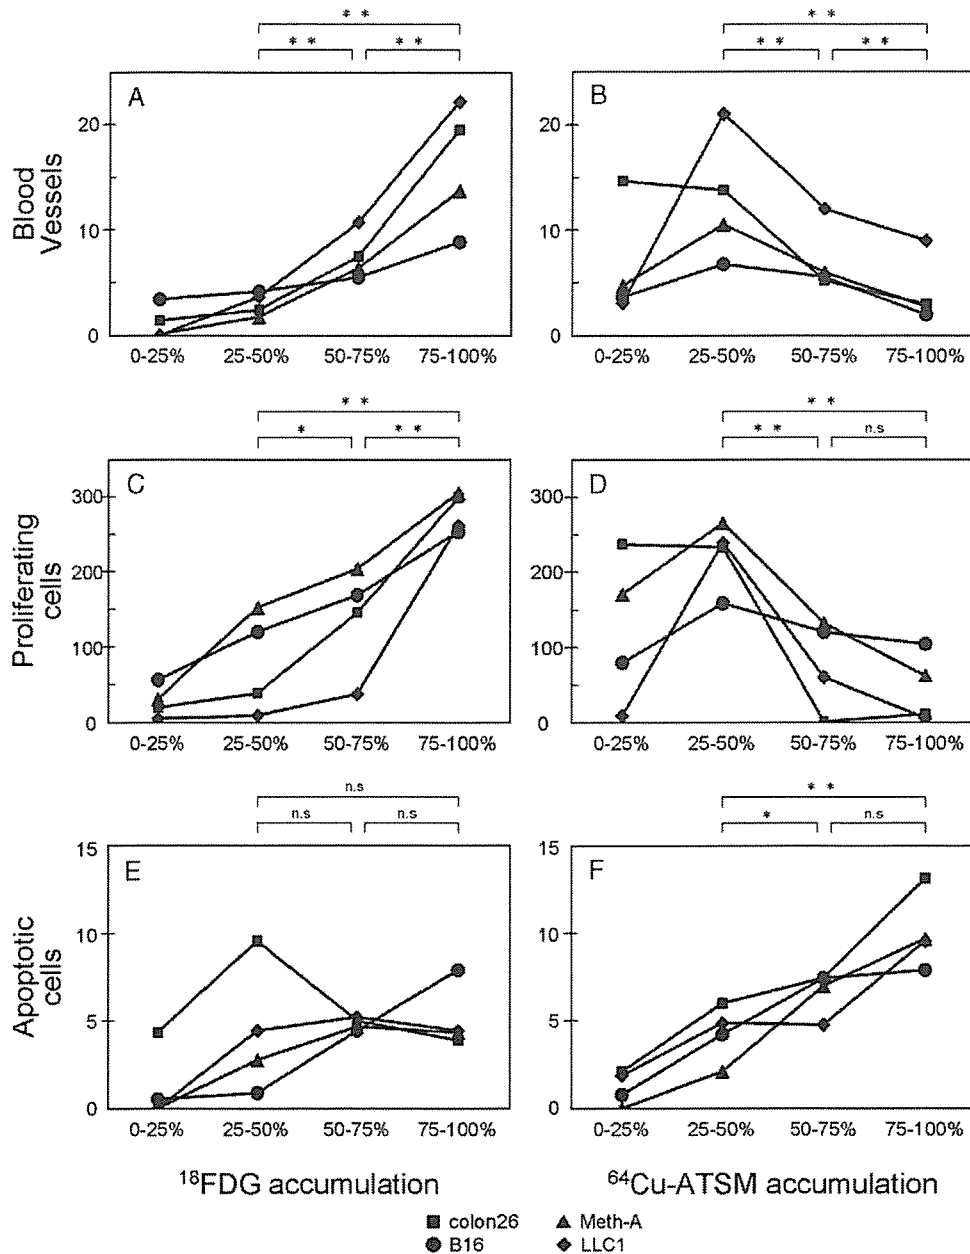 * * * *
* * * * * * * *
A B
20 20
Blood Vessels
10 10
0 0
0-25% 25-50% 50-75% 75-100% 0-25% 25-50% 50-75% 75-100%
* * * *
* * * * * n.s
C D
300 300
Proliferating cells
200 200
100 100
0 0
0-25% 25-50% 50-75% 75-100% 0-25% 25-50% 50-75% 75-100%
n.s * *
n.s n.s * n.s
15 15
E F
Apoptotic cells
10 10
5 5
0 0
0-25% 25-50% 50-75% 75-100% 0-25% 25-50% 50-75% 75-100%
¹⁸FDG accumulation ⁶⁴Cu-ATSM accumulation
colon26 Meth-A
B16 LLC1